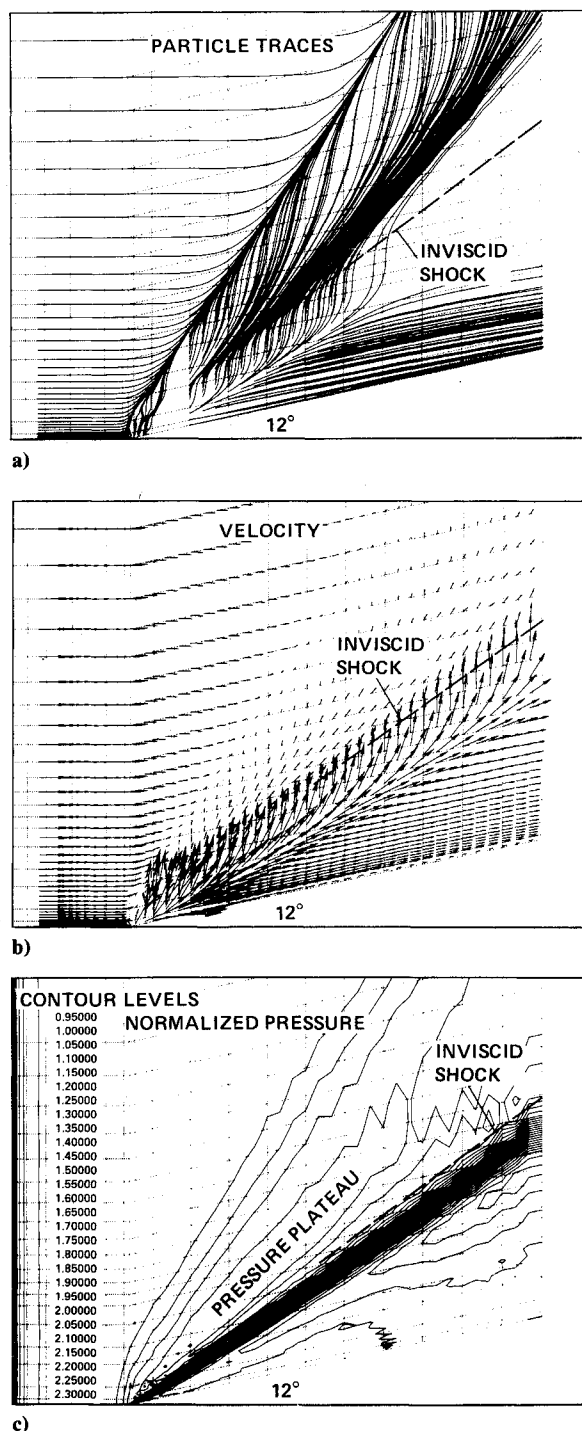 PARTICLE TRACES
INVISCID
SHOCK
12°
a)
VELOCITY
INVISCID
SHOCK
12°
b)
CONTOUR LEVELS
NORMALIZED PRESSURE
0.95000
1.00000
1.05000
1.10000
1.15000
1.20000
1.25000
1.30000
1.35000
1.40000
1.45000
1.50000
1.55000
1.60000
1.65000
1.70000
1.75000
1.80000
1.85000
1.90000
1.95000
2.00000
2.05000
2.10000
2.15000
2.20000
2.25000
2.30000
INVISCID
SHOCK
PRESSURE PLATEAU
12°
c)